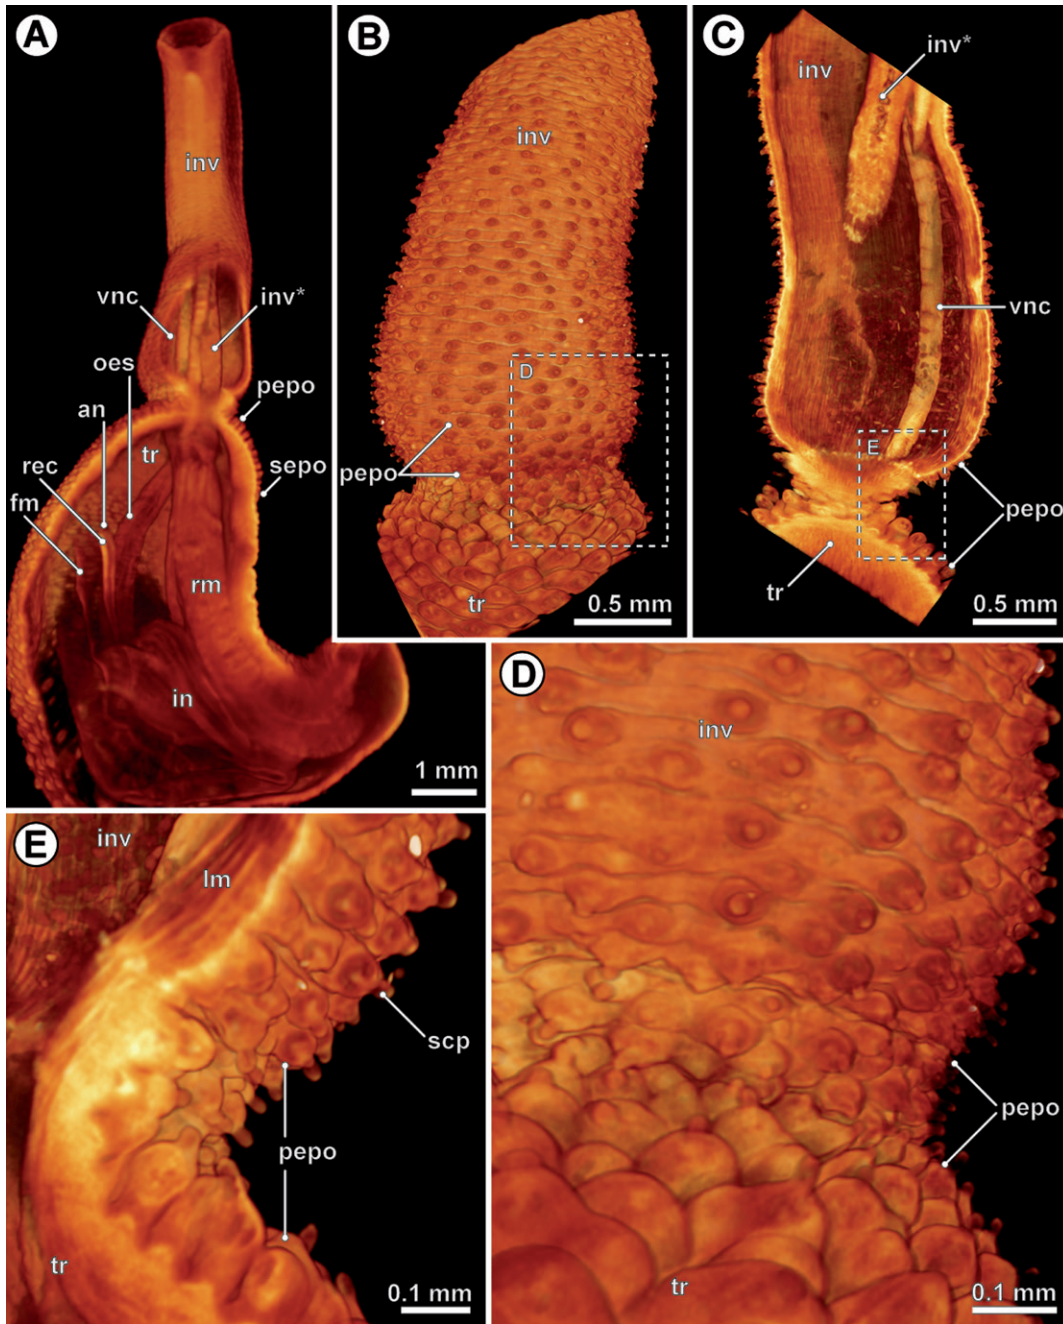 A
inv
vnc
inv*
oes
pepo
an
tr
sepo
rec
fm
rm
in
1 mm
B
inv
D
pepo
tr
0.5 mm
C
inv*
inv
vnc
E
pepo
tr
0.5 mm
D
inv
pepo
tr
0.1 mm
E
inv
lm
scp
pepo
tr
0.1 mm